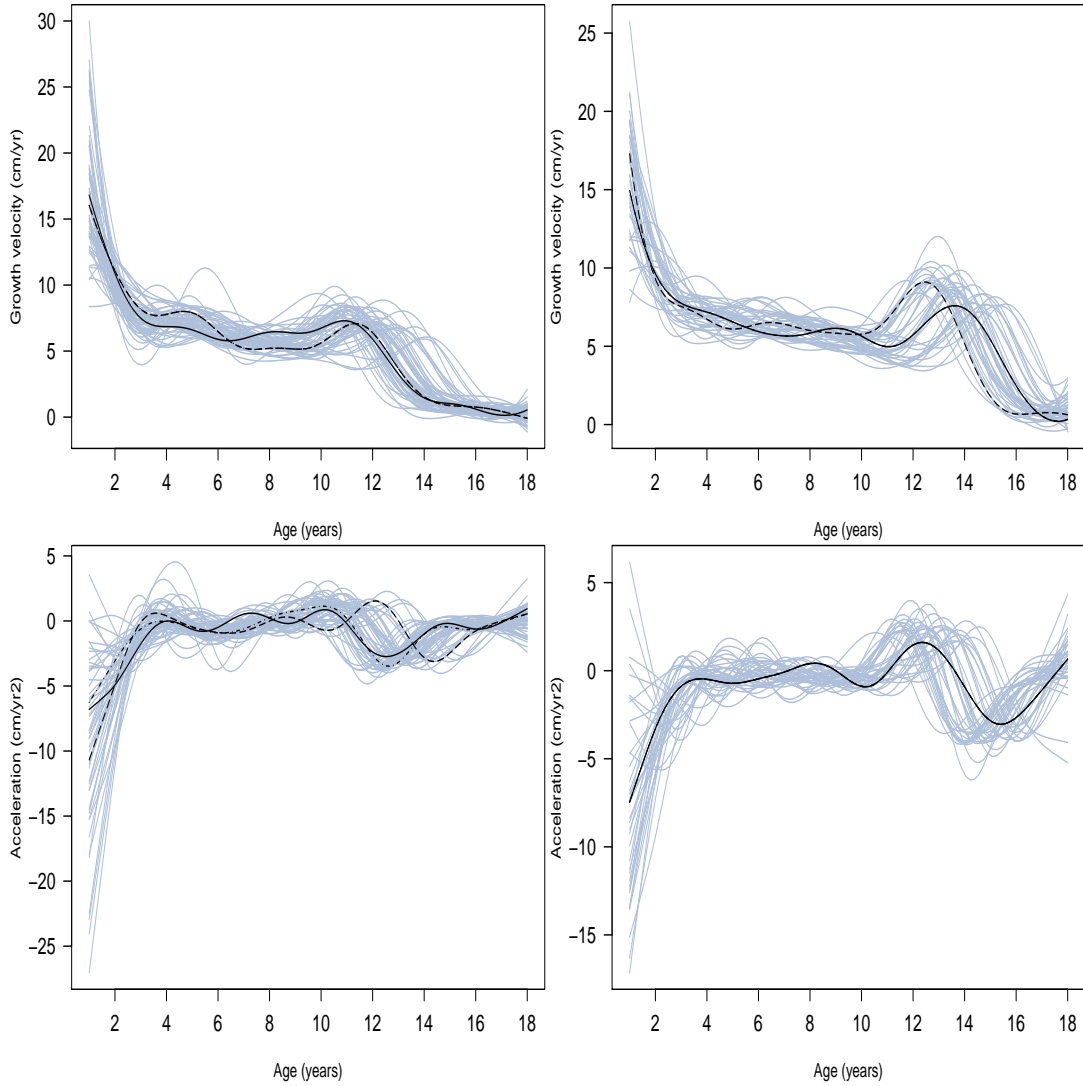 Growth velocity (cm/yr)
30
25
20
15
10
5
0
2 4 6 8 10 12 14 16 18
Age (years)
Growth velocity (cm/yr)
25
20
15
10
5
0
2 4 6 8 10 12 14 16 18
Age (years)
Acceleration (cm/yr2)
5
0
−5
−10
−15
−20
−25
2 4 6 8 10 12 14 16 18
Age (years)
Acceleration (cm/yr2)
5
0
−5
−10
−15
2 4 6 8 10 12 14 16 18
Age (years)